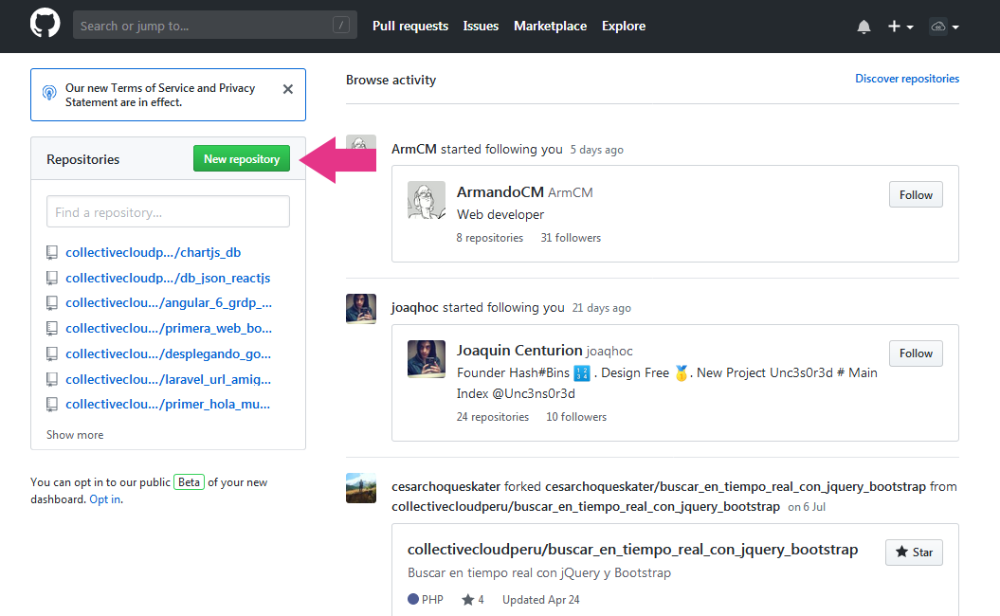 Search or jump to...
/
Pull requests
Issues
Marketplace
Explore
Our new Terms of Service and Privacy
Statement are in effect.
Repositories
New repository
Find a repository...
collectivecloudp.../chartjs_db
collectivecloudp.../db_json_reactjs
collectiveclou.../angular_6_grdp_...
collectiveclou.../primera_web_bo...
collectiveclou.../desplegando_go...
collectiveclou.../laravel_url_amig...
collectiveclou.../primer_hola_mu...
Show more
You can opt in to our public Beta of your new
dashboard. Opt in.
Browse activity
Discover repositories
ArmCM started following you 5 days ago
ArmandoCM ArmCM
Follow
Web developer
8 repositories 31 followers
joaqhoc started following you 21 days ago
Joaquin Centurion joaqhoc
Follow
Founder Hash#Bins 🔢 . Design Free 🥇. New Project Unc3s0r3d # Main
Index @Unc3ns0r3d
24 repositories 10 followers
cesarchoqueskater forked cesarchoqueskater/buscar_en_tiempo_real_con_jquery_bootstrap from
collectivecloudperu/buscar_en_tiempo_real_con_jquery_bootstrap on 6 Jul
collectivecloudperu/buscar_en_tiempo_real_con_jquery_bootstrap
Star
Buscar en tiempo real con jQuery y Bootstrap
PHP 4 Updated Apr 24